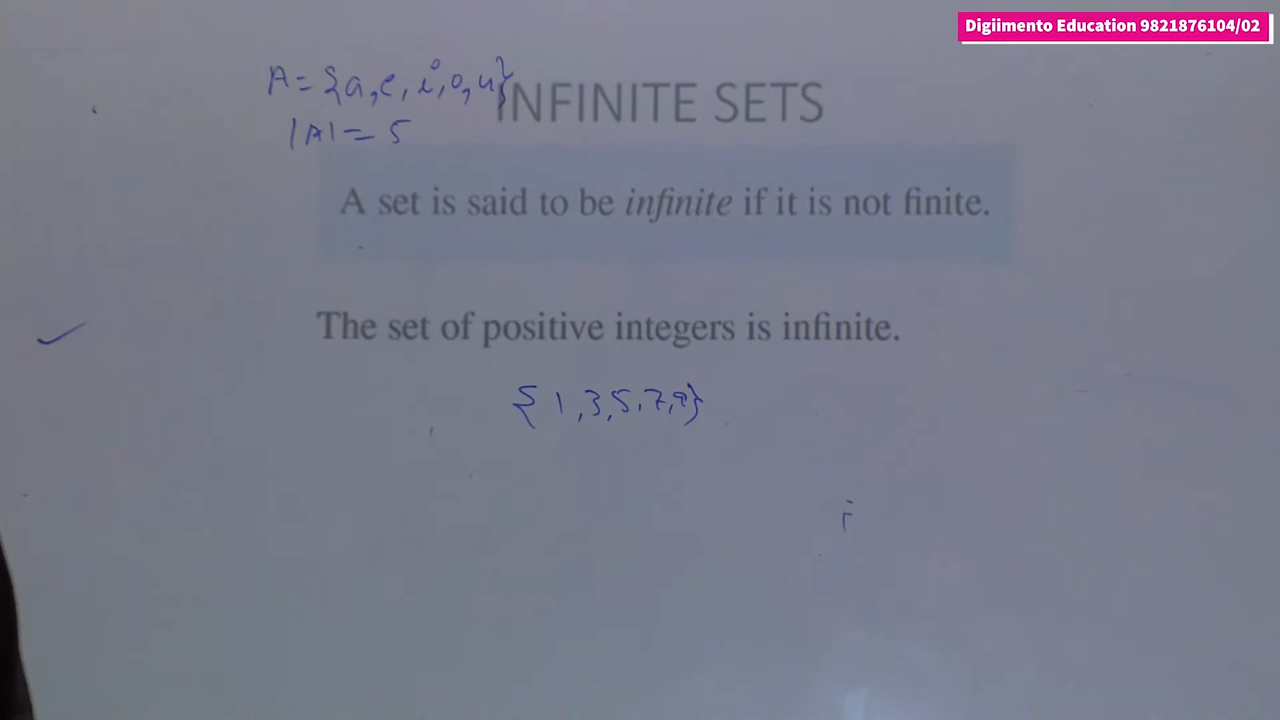 Digiimento Education 9821876104/02
A = {a, e, i, o, u}
INFINITE SETS
|A| = 5
A set is said to be infinite if it is not finite.
The set of positive integers is infinite.
{ 1, 3, 5, 7, 9}